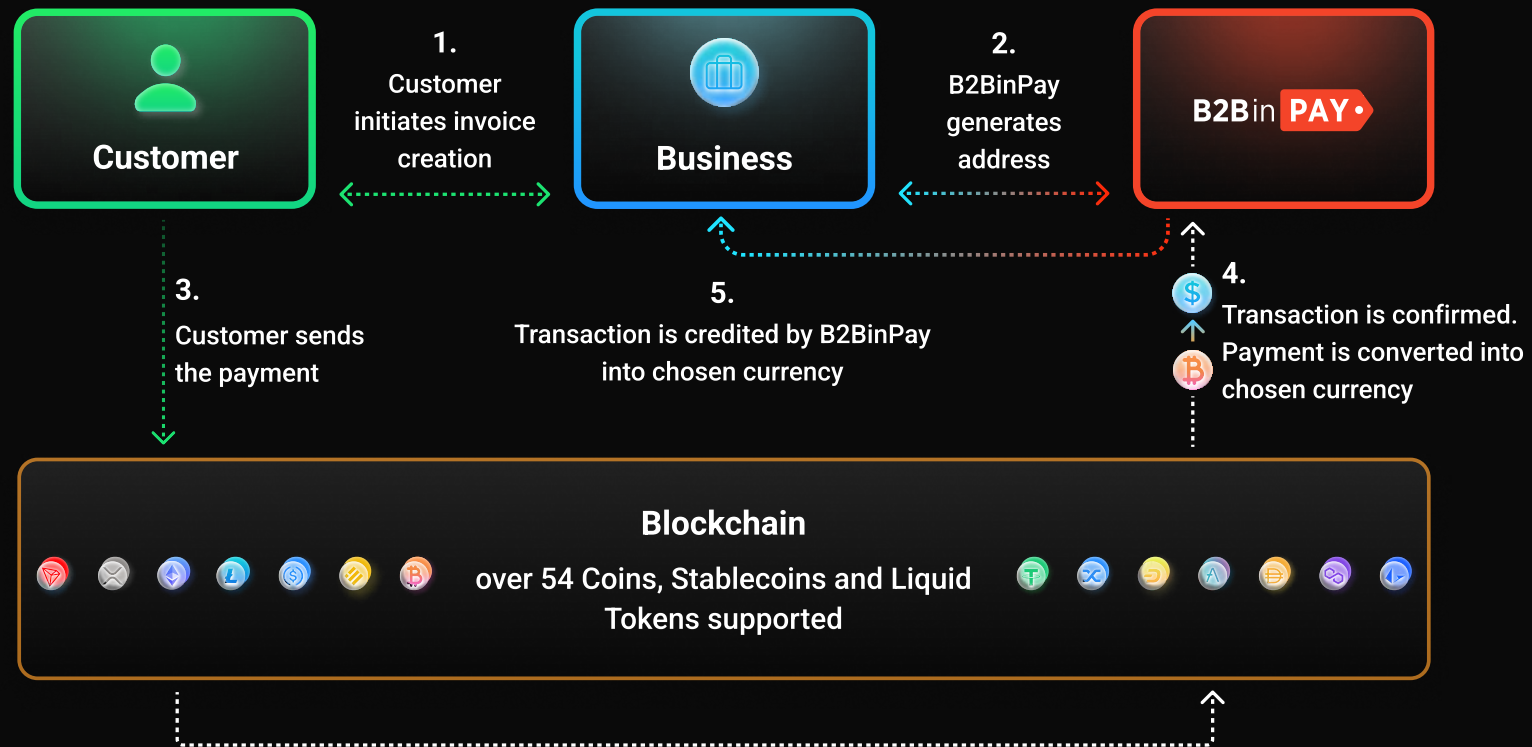 Customer
1.
Customer
initiates invoice
creation
Business
2.
B2BinPay
generates
address
B2Bin PAY
3.
Customer sends
the payment
5.
Transaction is credited by B2BinPay
into chosen currency
4.
Transaction is confirmed.
Payment is converted into
chosen currency
Blockchain
over 54 Coins, Stablecoins and Liquid
Tokens supported